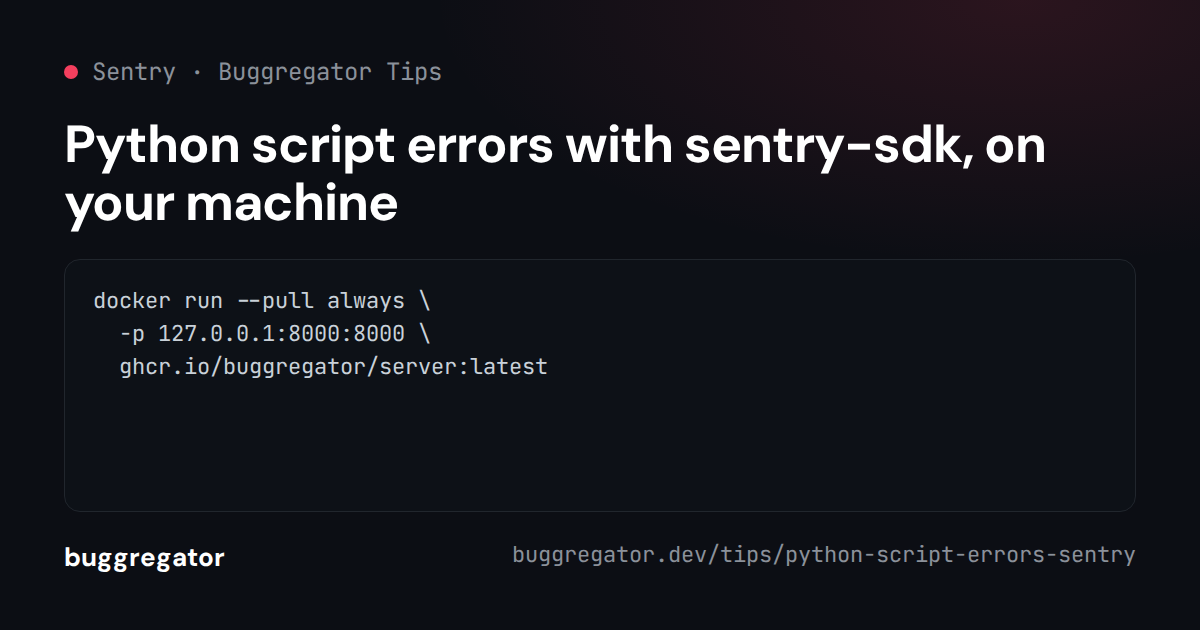 Sentry · Buggregator Tips
Python script errors with sentry-sdk, on
your machine
docker run --pull always \
  -p 127.0.0.1:8000:8000 \
  ghcr.io/buggregator/server:latest
buggregator
buggregator.dev/tips/python-script-errors-sentry